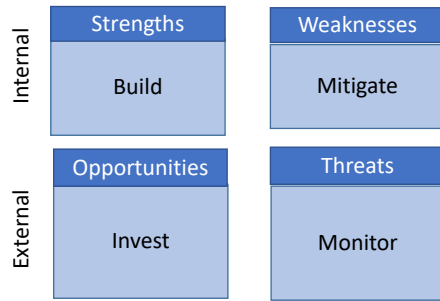 Internal
Strengths
Build
Weaknesses
Mitigate
External
Opportunities
Invest
Threats
Monitor